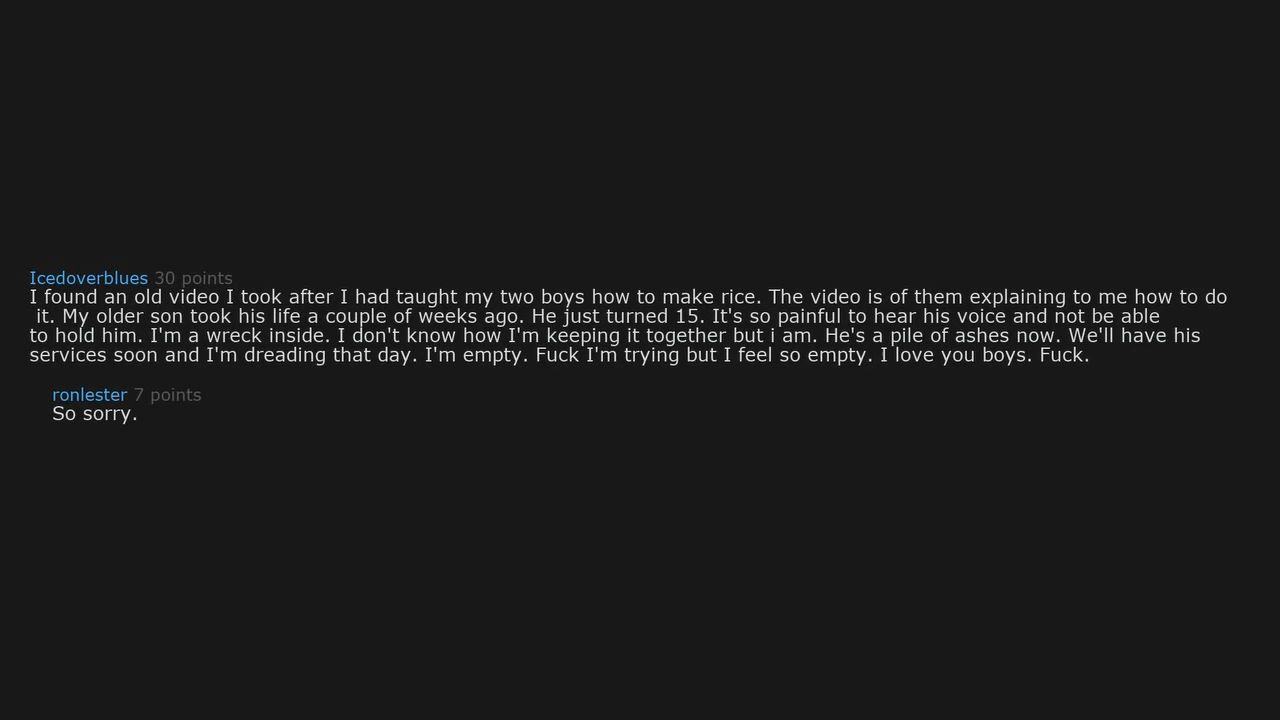 Icedoverblues 30 points
I found an old video I took after I had taught my two boys how to make rice. The video is of them explaining to me how to do
it. My older son took his life a couple of weeks ago. He just turned 15. It's so painful to hear his voice and not be able
to hold him. I'm a wreck inside. I don't know how I'm keeping it together but i am. He's a pile of ashes now. We'll have his
services soon and I'm dreading that day. I'm empty. Fuck I'm trying but I feel so empty. I love you boys. Fuck.
ronlester 7 points
So sorry.